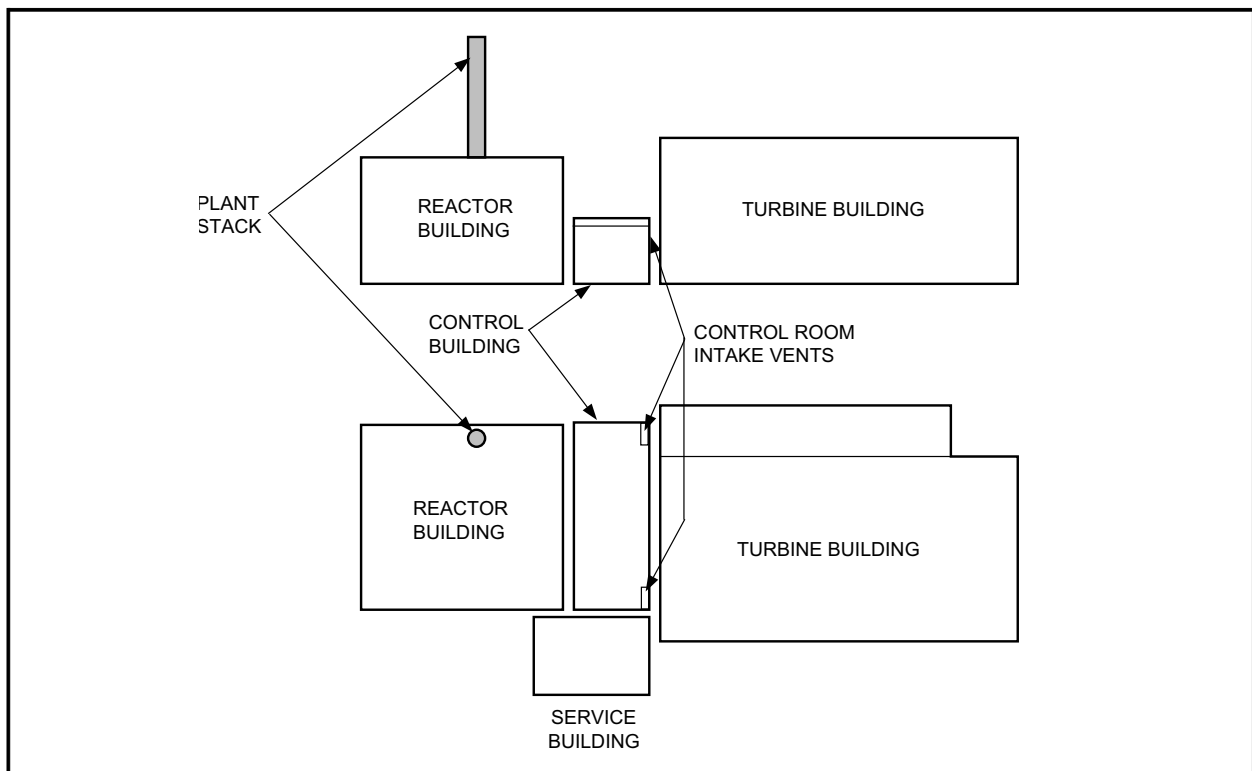 PLANT
STACK
REACTOR
BUILDING
TURBINE BUILDING
CONTROL
BUILDING
CONTROL ROOM
INTAKE VENTS
REACTOR
BUILDING
TURBINE BUILDING
SERVICE
BUILDING